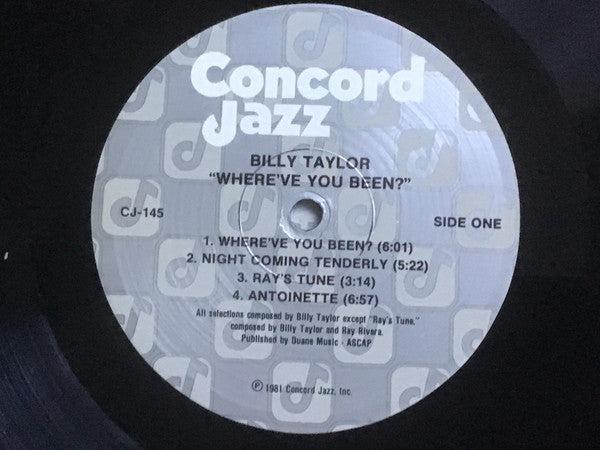 Concord
Jazz
BILLY TAYLOR
"WHERE'VE YOU BEEN?"
CJ-145
SIDE ONE
1. WHERE'VE YOU BEEN? (6:01)
2. NIGHT COMING TENDERLY (5:22)
3. RAY'S TUNE (3:14)
4. ANTOINETTE (6:57)
All selections composed by Billy Taylor except "Ray's Tune,"
composed by Billy Taylor and Ray Rivera.
Published by Duane Music - ASCAP
℗ 1981 Concord Jazz, Inc.